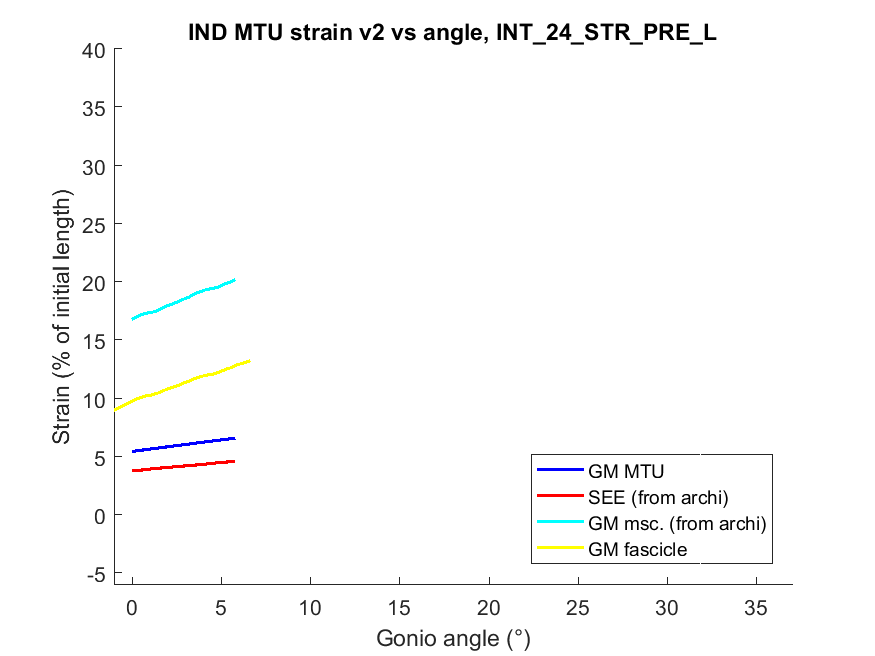 IND MTU strain v2 vs angle, INT_24_STR_PRE_L
40
35
30
25
20
15
10
5
0
-5
Strain (% of initial length)
0 5 10 15 20 25 30 35
Gonio angle (°)
GM MTU
SEE (from archi)
GM msc. (from archi)
GM fascicle